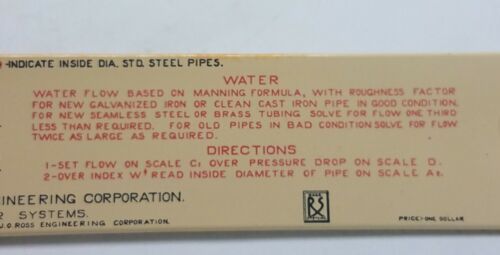 -INDICATE INSIDE DIA. STD. STEEL PIPES.
WATER
WATER FLOW BASED ON MANNING FORMULA, WITH ROUGHNESS FACTOR
FOR NEW GALVANIZED IRON OR CLEAN CAST IRON PIPE IN GOOD CONDITION.
FOR NEW SEAMLESS STEEL OR BRASS TUBING SOLVE FOR FLOW ONE THIRD
LESS THAN REQUIRED. FOR OLD PIPES IN BAD CONDITION SOLVE FOR FLOW
TWICE AS LARGE AS REQUIRED.
DIRECTIONS
1-SET FLOW ON SCALE C₁ OVER PRESSURE DROP ON SCALE D.
2-OVER INDEX W READ INSIDE DIAMETER OF PIPE ON SCALE A₂.
INEERING CORPORATION.
R SYSTEMS.
J.O. ROSS ENGINEERING CORPORATION.
PRICE:-ONE DOLLAR